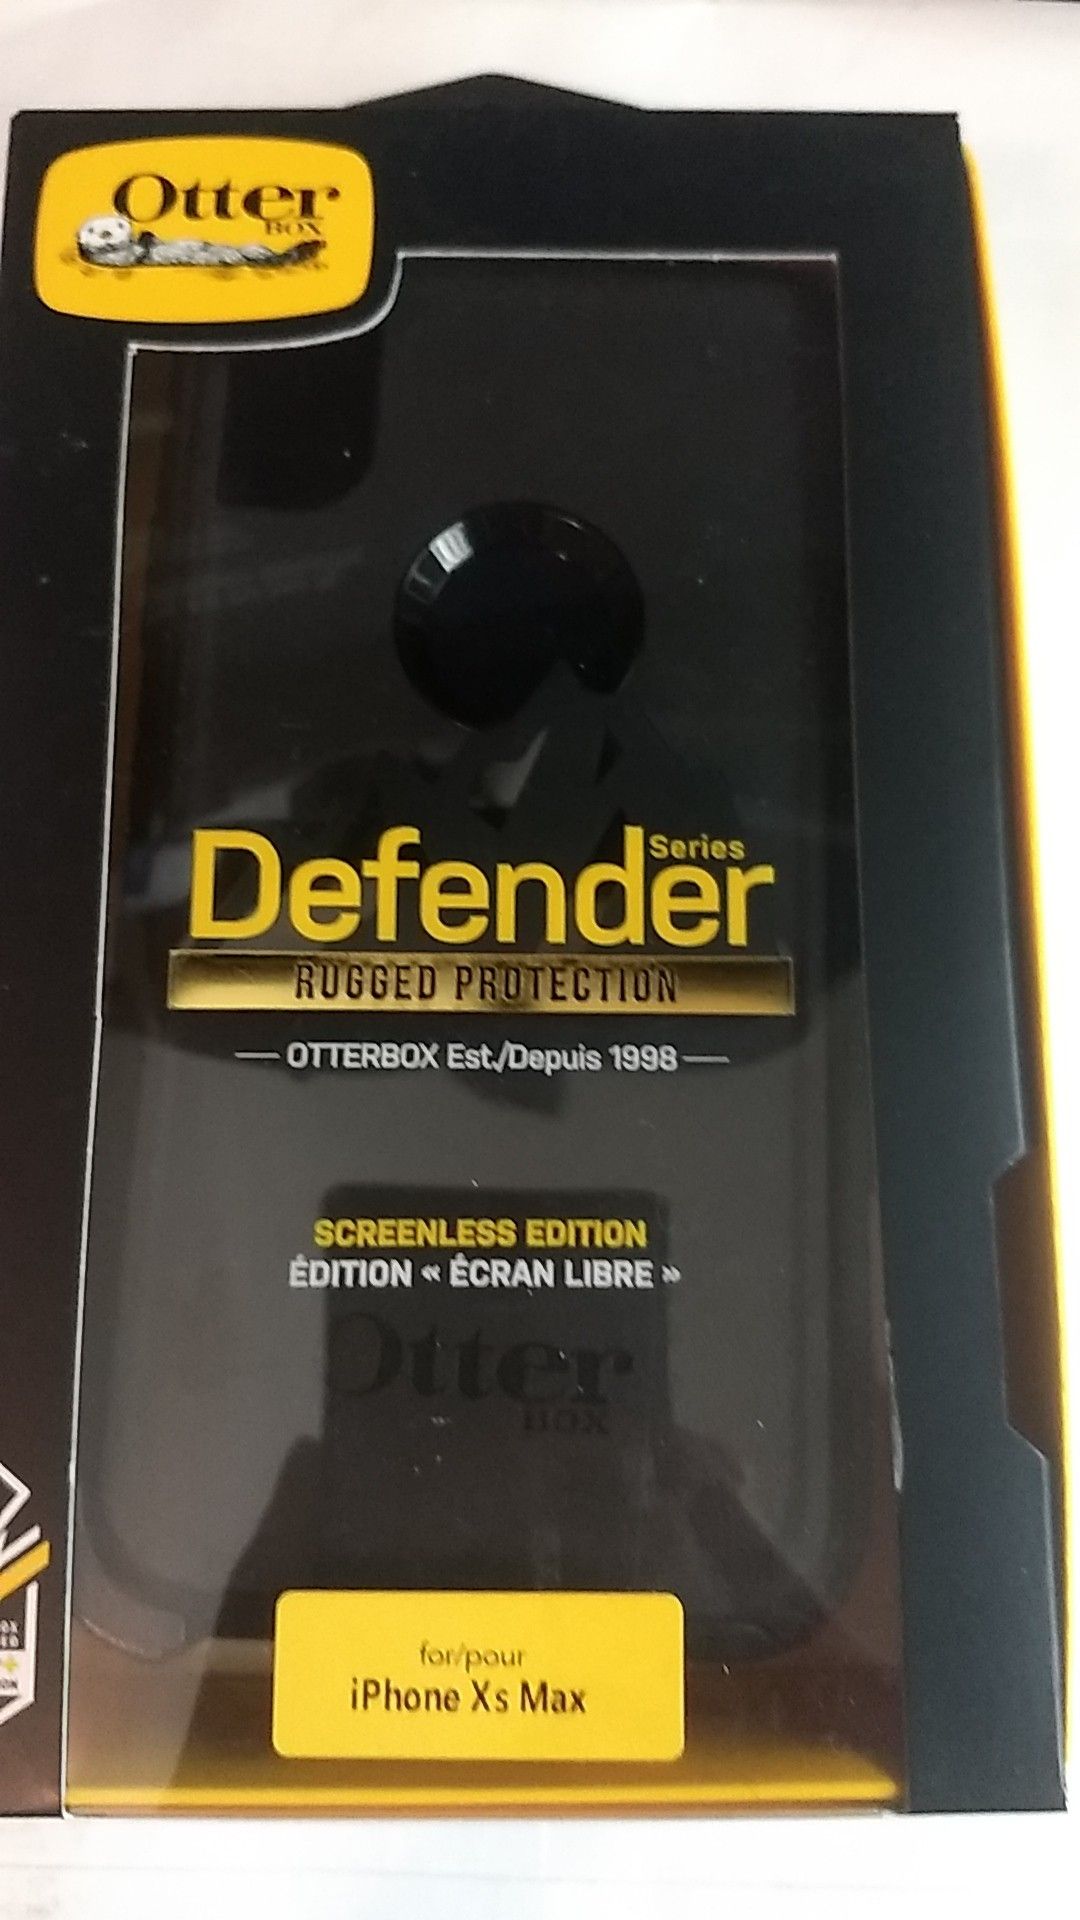 Otter
BOX
Defender
Series
RUGGED PROTECTION
OTTERBOX Est./Depuis 1998
SCREENLESS EDITION
ÉDITION « ÉCRAN LIBRE »
Otter
BOX
for/pour
iPhone Xs Max